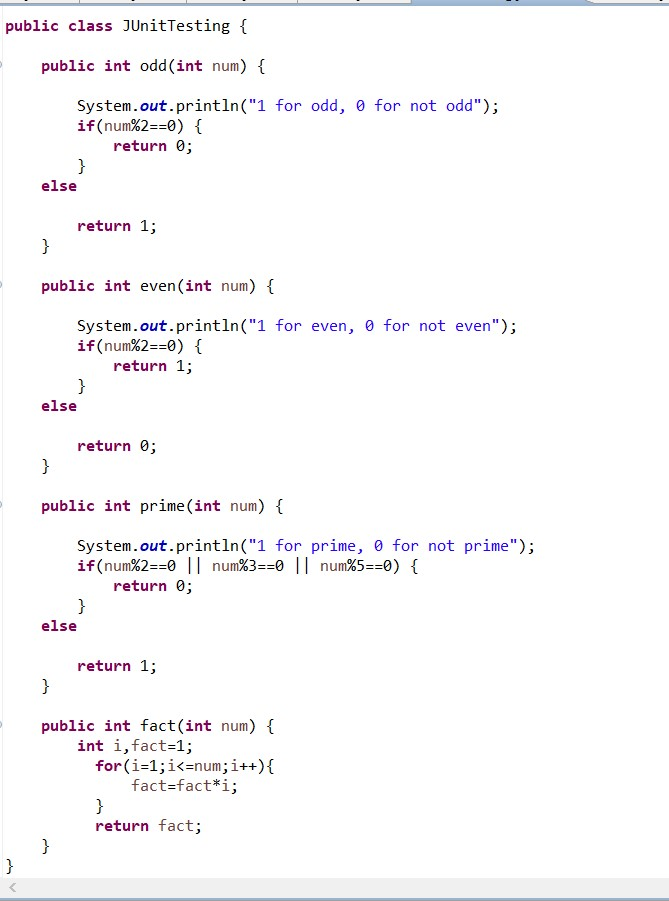 public class JUnitTesting {
public int odd(int num) {
System.out.println("1 for odd, 0 for not odd");
if(num%2==0) {
return 0;
}
else
return 1;
}
public int even(int num) {
System.out.println("1 for even, 0 for not even");
if(num%2==0) {
return 1;
}
else
return 0;
}
public int prime(int num) {
System.out.println("1 for prime, 0 for not prime");
if(num%2==0 || num%3==0 || num%5==0) {
return 0;
}
else
return 1;
}
public int fact(int num) {
int i,fact=1;
for(i=1;i<=num;i++){
fact=fact*i;
}
return fact;
}
}